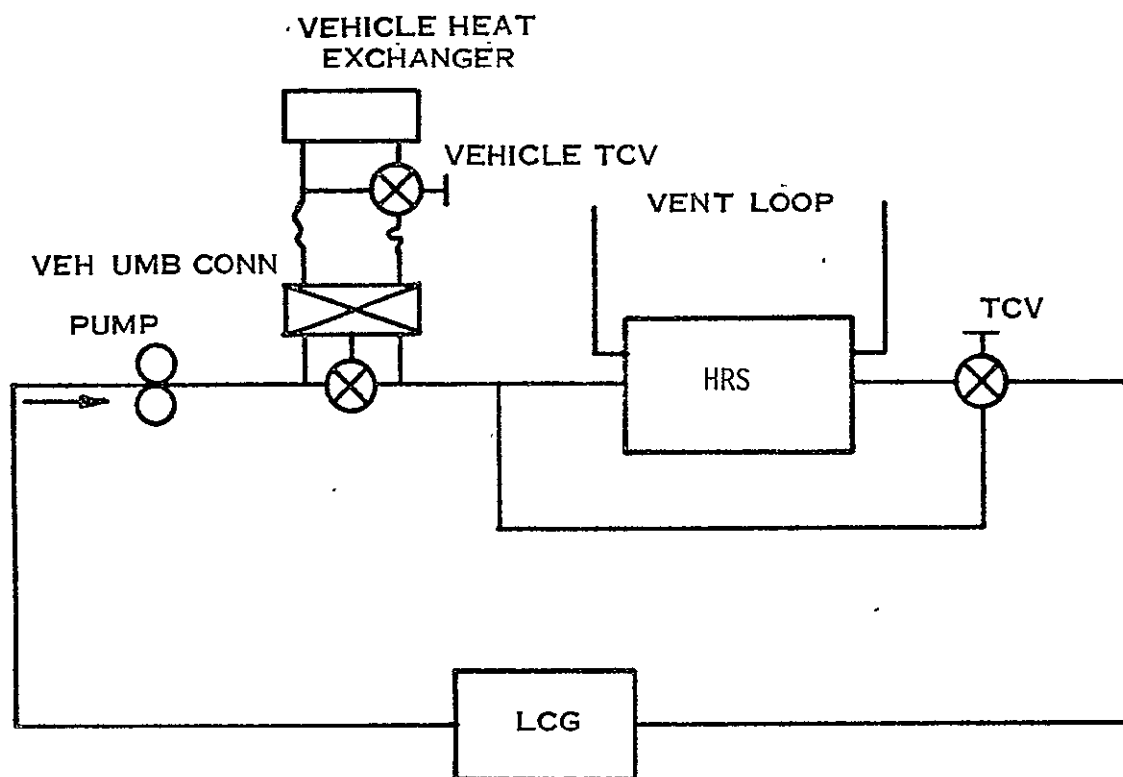 VEHICLE HEAT
EXCHANGER
VEHICLE TCV
VENT LOOP
VEH UMB CONN
PUMP
TCV
HRS
LCG